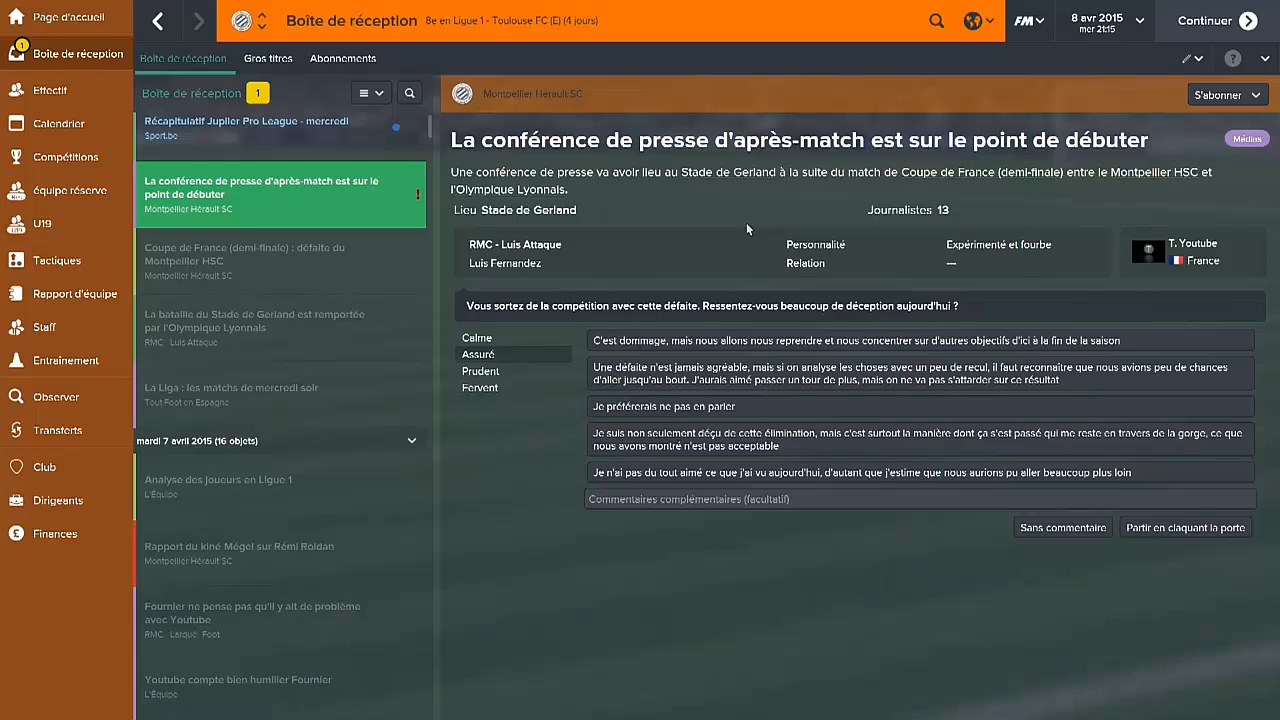 Page d'accueil
Boîte de réception
8e en Ligue 1 - Toulouse FC (E) (4 jours)
FM
8 avr 2015
mer 21:15
Continuer
1
Boîte de réception
Boîte de réception
Gros titres
Abonnements
?
Effectif
Calendrier
Compétitions
équipe réserve
U19
Tactiques
Rapport d'équipe
Staff
Entraînement
Observer
Transferts
Club
Dirigeants
Finances
Boîte de réception 1
Récapitulatif Jupiler Pro League - mercredi
Sport.be
La conférence de presse d'après-match est sur le
point de débuter
!
Montpellier Hérault SC
Coupe de France (demi-finale) : défaite du
Montpellier HSC
Montpellier Hérault SC
La bataille du Stade de Gerland est remportée
par l'Olympique Lyonnais
RMC - Luis Attaque
La Liga : les matchs de mercredi soir
Tout Foot en Espagne
mardi 7 avril 2015 (16 objets)
Analyse des joueurs en Ligue 1
L'Équipe
Rapport du kiné Mégel sur Rémi Roldan
Montpellier Hérault SC
Fournier ne pense pas qu'il y ait de problème
avec Youtube
RMC - Larqué Foot
Youtube compte bien humilier Fournier
L'Équipe
Montpellier Hérault SC
S'abonner
La conférence de presse d'après-match est sur le point de débuter
Médias
Une conférence de presse va avoir lieu au Stade de Gerland à la suite du match de Coupe de France (demi-finale) entre le Montpellier HSC et
l'Olympique Lyonnais.
Lieu Stade de Gerland
Journalistes 13
RMC - Luis Attaque
Personnalité
Expérimenté et fourbe
Luis Fernandez
Relation
---
T. Youtube
France
Vous sortez de la compétition avec cette défaite. Ressentez-vous beaucoup de déception aujourd'hui ?
Calme
Assuré
Prudent
Fervent
C'est dommage, mais nous allons nous reprendre et nous concentrer sur d'autres objectifs d'ici à la fin de la saison
Une défaite n'est jamais agréable, mais si on analyse les choses avec un peu de recul, il faut reconnaître que nous avions peu de chances
d'aller jusqu'au bout. J'aurais aimé passer un tour de plus, mais on ne va pas s'attarder sur ce résultat
Je préférerais ne pas en parler
Je suis non seulement déçu de cette élimination, mais c'est surtout la manière dont ça s'est passé qui me reste en travers de la gorge, ce que
nous avons montré n'est pas acceptable
Je n'ai pas du tout aimé ce que j'ai vu aujourd'hui, d'autant que j'estime que nous aurions pu aller beaucoup plus loin
Commentaires complémentaires (facultatif)
Sans commentaire
Partir en claquant la porte